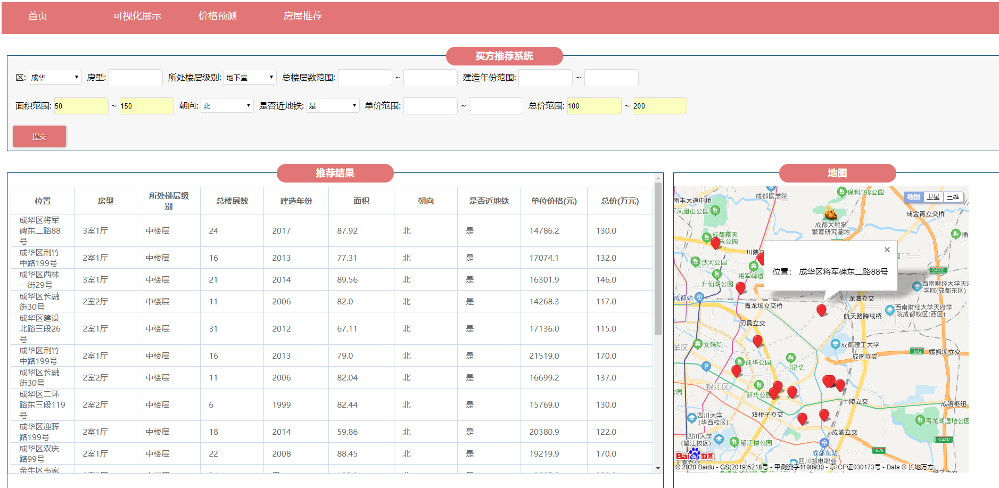 首页 可视化展示 价格预测 房屋推荐
买方推荐系统
区: 成华 房型: 所处楼层级别: 地下室 总楼层数范围: ~ 建造年份范围: ~
面积范围: 50 ~ 150 朝向: 北 是否近地铁: 是 单价范围: ~ 总价范围: 100 ~ 200
提交
推荐结果
位置 房型 所处楼层级别 总楼层数 建造年份 面积 朝向 是否近地铁 单位价格(元) 总价(万元)
成华区将军碑东二路88号 3室1厅 中楼层 24 2017 87.92 北 是 14786.2 130.0
成华区荆竹中路199号 2室1厅 中楼层 16 2013 77.31 北 是 17074.1 132.0
成华区西林一街29号 3室1厅 中楼层 21 2014 89.56 北 是 16301.9 146.0
成华区长融街30号 2室2厅 中楼层 11 2006 82.0 北 是 14268.3 117.0
成华区建设北路三段26号 2室1厅 中楼层 31 2012 67.11 北 是 17136.0 115.0
成华区荆竹中路199号 2室1厅 中楼层 16 2013 79.0 北 是 21519.0 170.0
成华区长融街30号 2室2厅 中楼层 11 2006 82.04 北 是 16699.2 137.0
成华区二环路东三段119号 2室2厅 中楼层 6 1999 82.44 北 是 15769.0 130.0
成华区迎晖路199号 2室1厅 中楼层 18 2014 59.86 北 是 20380.9 122.0
成华区双庆路99号 2室1厅 中楼层 22 2008 88.45 北 是 19219.9 170.0
金牛区韦家
地图
成都医学院
保利198公园
地图 卫星 三维
南丰大道中桥
凤凰山公园
成金青立交桥
成都大熊猫
繁育研究基地
成都露天
乐公园
插
川陕立
沙河公园
将军碑遗
升仙湖公园
位置： 成华区将军碑东二路88号
G4202
西南财经大学天府
学院(成都东区)
成都站
青龙场立交桥
龙潭立交
西南财经大学天府学
院成都校区(西区)
航天路跨线桥
刃具立交
羊区
文殊院
成都理工大学
成南立交
G42
螺狮坝立交
成华公园
记忆
P
锦江区
公园
新华公园
十陵立交
成洛枢纽
四川大学
(华西校区)
双桥子立交
青龙湖湿地公园
四川大学
(望江校区)
望江楼公园
成渝立交
G4202
成都东站
G76
四川邮电职业
Baidu地图
© 2020 Baidu - GS(2019)5218号 - 甲测资字1100930 - 京ICP证030173号 - Data © 长地万方